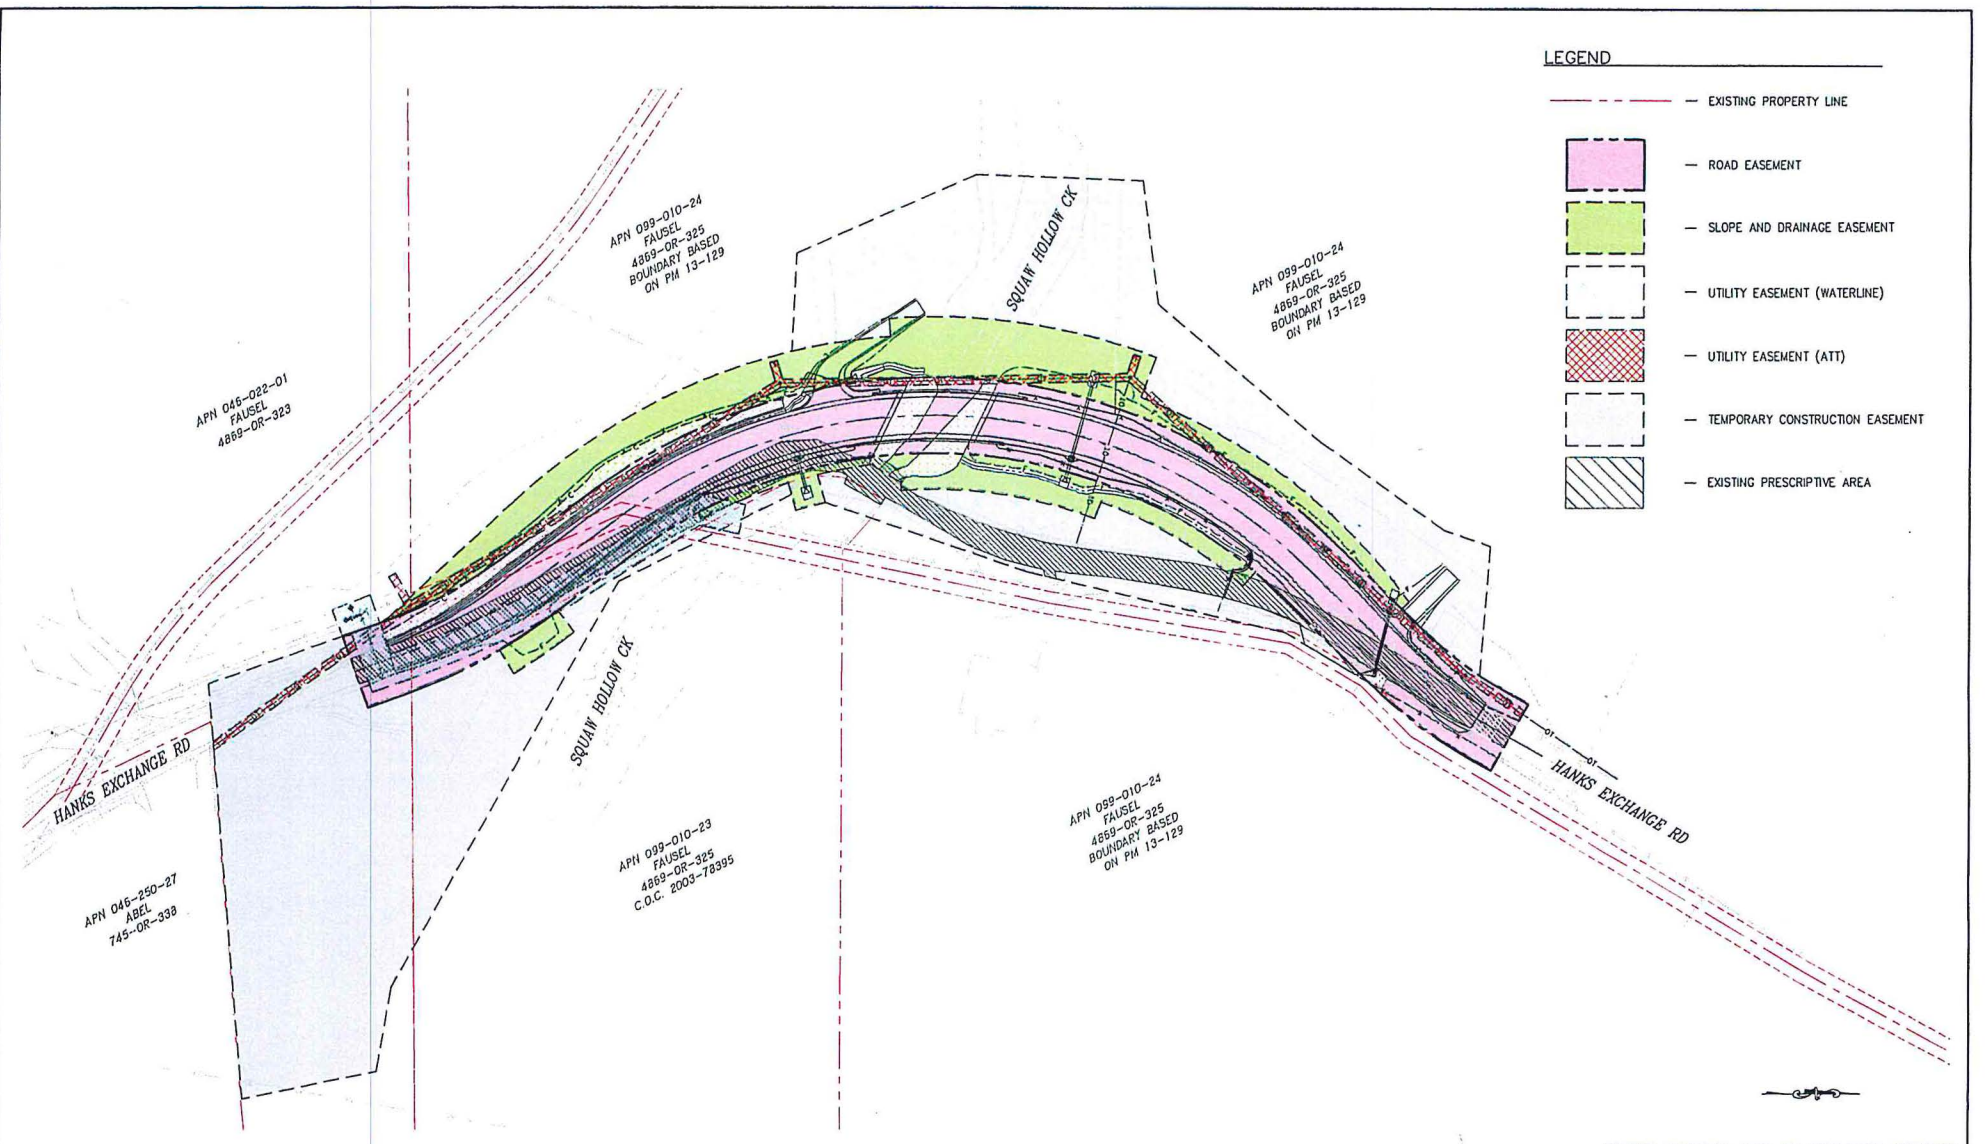 LEGEND
— EXISTING PROPERTY LINE
— ROAD EASEMENT
— SLOPE AND DRAINAGE EASEMENT
— UTILITY EASEMENT (WATERLINE)
— UTILITY EASEMENT (ATT)
— TEMPORARY CONSTRUCTION EASEMENT
— EXISTING PRESCRIPTIVE AREA
APN 099-010-24
FAUSEL
4869-OR-325
BOUNDARY BASED
ON PM 13-129
SQUAW HOLLOW CK
APN 099-010-24
FAUSEL
4869-OR-325
BOUNDARY BASED
ON PM 13-129
APN 046-022-01
FAUSEL
4869-OR-323
HANKS EXCHANGE RD
SQUAW HOLLOW CK
HANKS EXCHANGE RD
APN 046-250-27
ABEL
745-OR-338
APN 099-010-23
FAUSEL
4869-OR-325
C.O.C. 2003-78395
APN 099-010-24
FAUSEL
4869-OR-325
BOUNDARY BASED
ON PM 13-129